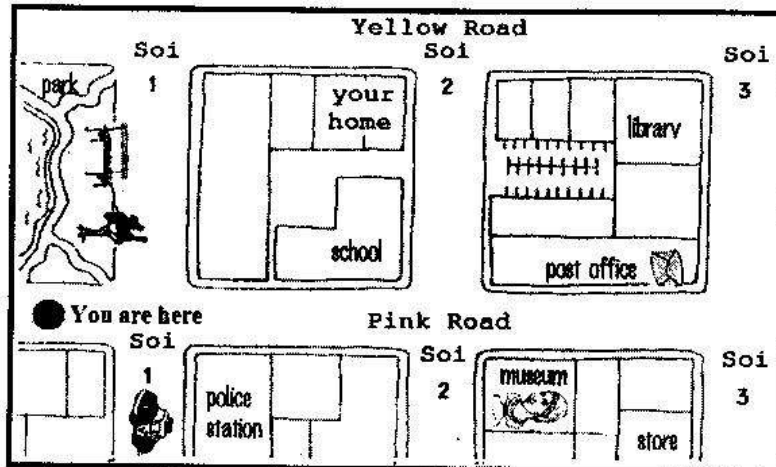 Yellow Road
Soi
1
Soi
2
Soi
3
park
your
home
library
school
post office
You are here
Pink Road
Soi
1
Soi
2
Soi
3
police
station
museum
store